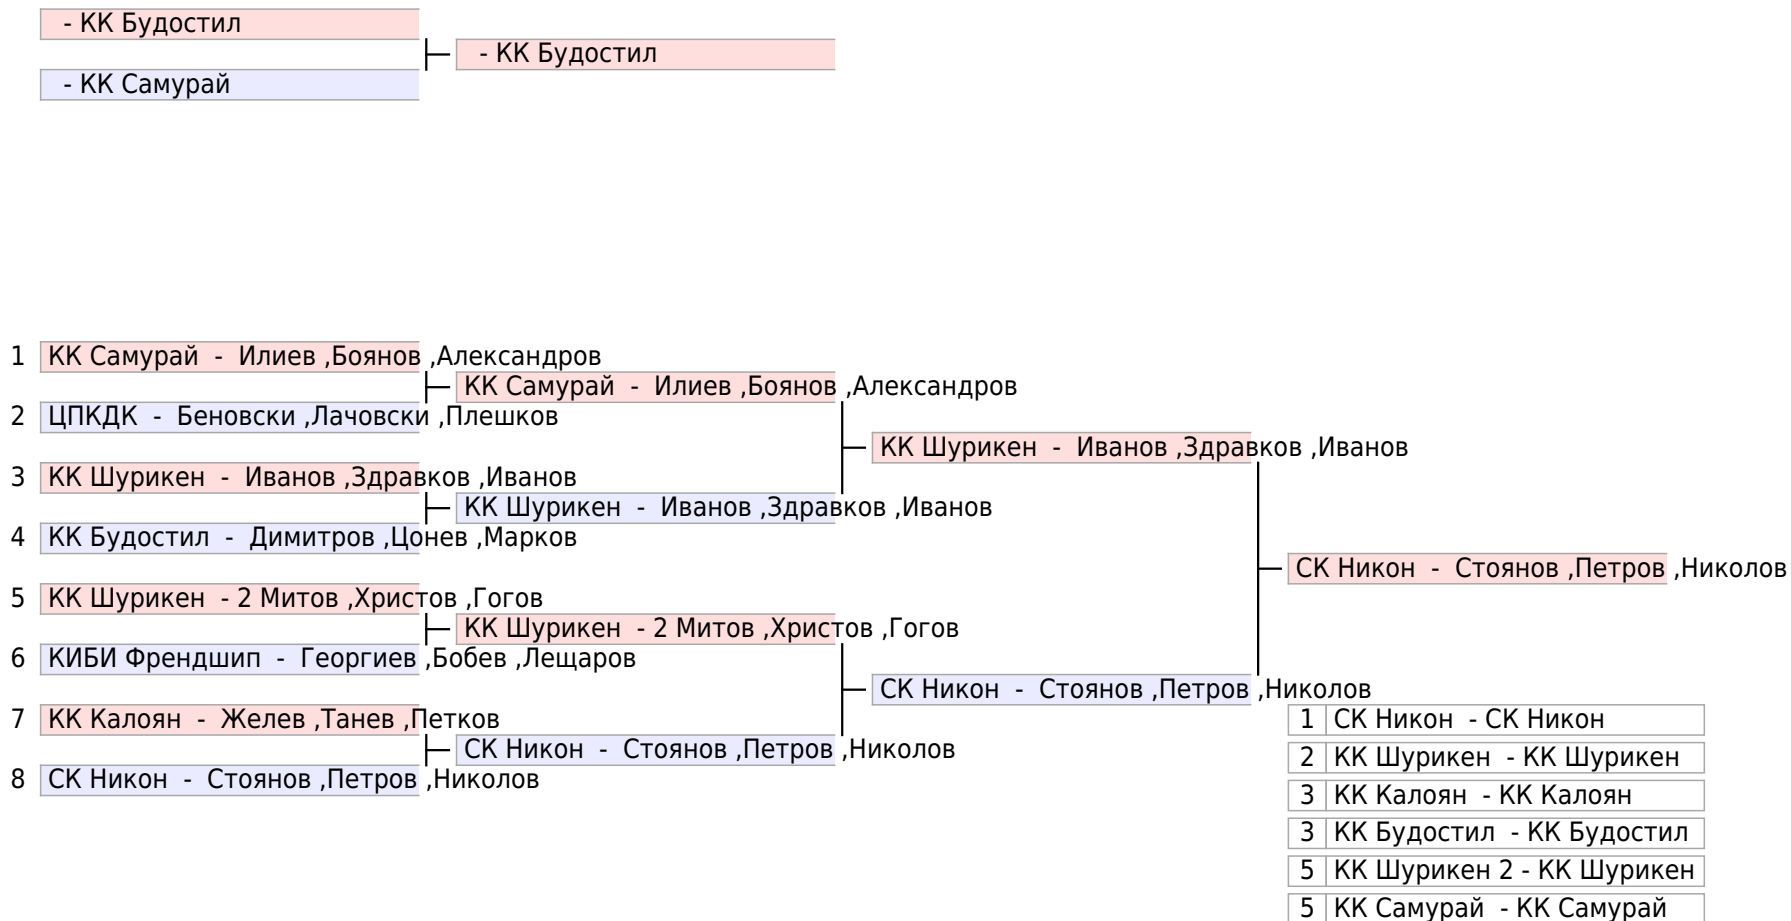 - КК Будостил
- КК Будостил
- КК Самурай
1 КК Самурай - Илиев ,Боянов ,Александров
КК Самурай - Илиев ,Боянов ,Александров
2 ЦПКДК - Беновски ,Лачовски ,Плешков
КК Шурикен - Иванов ,Здравков ,Иванов
3 КК Шурикен - Иванов ,Здравков ,Иванов
КК Шурикен - Иванов ,Здравков ,Иванов
4 КК Будостил - Димитров ,Цонев ,Марков
СК Никон - Стоянов ,Петров ,Николов
5 КК Шурикен - 2 Митов ,Христов ,Гогов
КК Шурикен - 2 Митов ,Христов ,Гогов
6 КИБИ Френдшип - Георгиев ,Бобев ,Лещаров
СК Никон - Стоянов ,Петров ,Николов
7 КК Калоян - Желев ,Танев ,Петков
СК Никон - Стоянов ,Петров ,Николов
8 СК Никон - Стоянов ,Петров ,Николов
1 СК Никон - СК Никон
2 КК Шурикен - КК Шурикен
3 КК Калоян - КК Калоян
3 КК Будостил - КК Будостил
5 КК Шурикен 2 - КК Шурикен
5 КК Самурай - КК Самурай